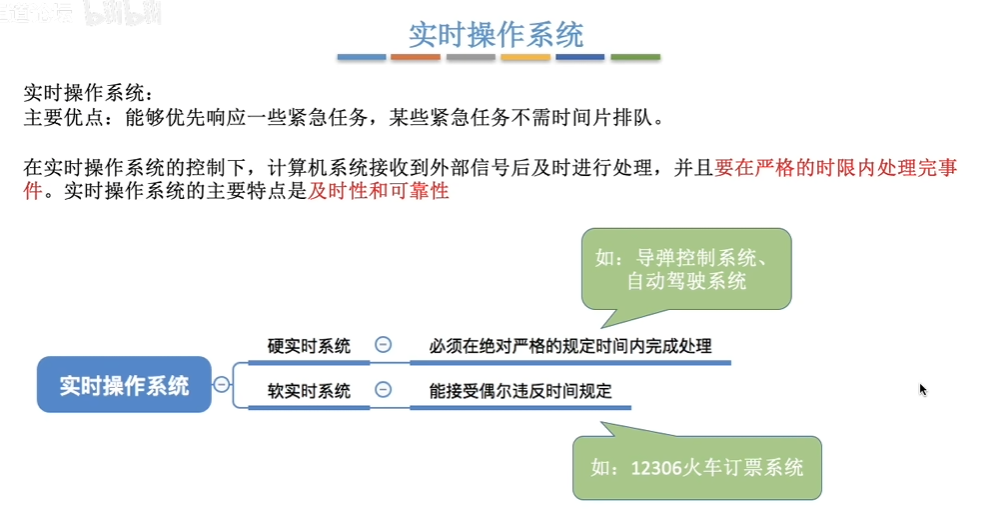 bilibili
实时操作系统
实时操作系统：
主要优点：能够优先响应一些紧急任务，某些紧急任务不需时间片排队。
在实时操作系统的控制下，计算机系统接收到外部信号后及时进行处理，并且要在严格的时限内处理完事
件。实时操作系统的主要特点是及时性和可靠性
如：导弹控制系统、
自动驾驶系统
硬实时系统
必须在绝对严格的规定时间内完成处理
实时操作系统
软实时系统
能接受偶尔违反时间规定
如：12306火车订票系统